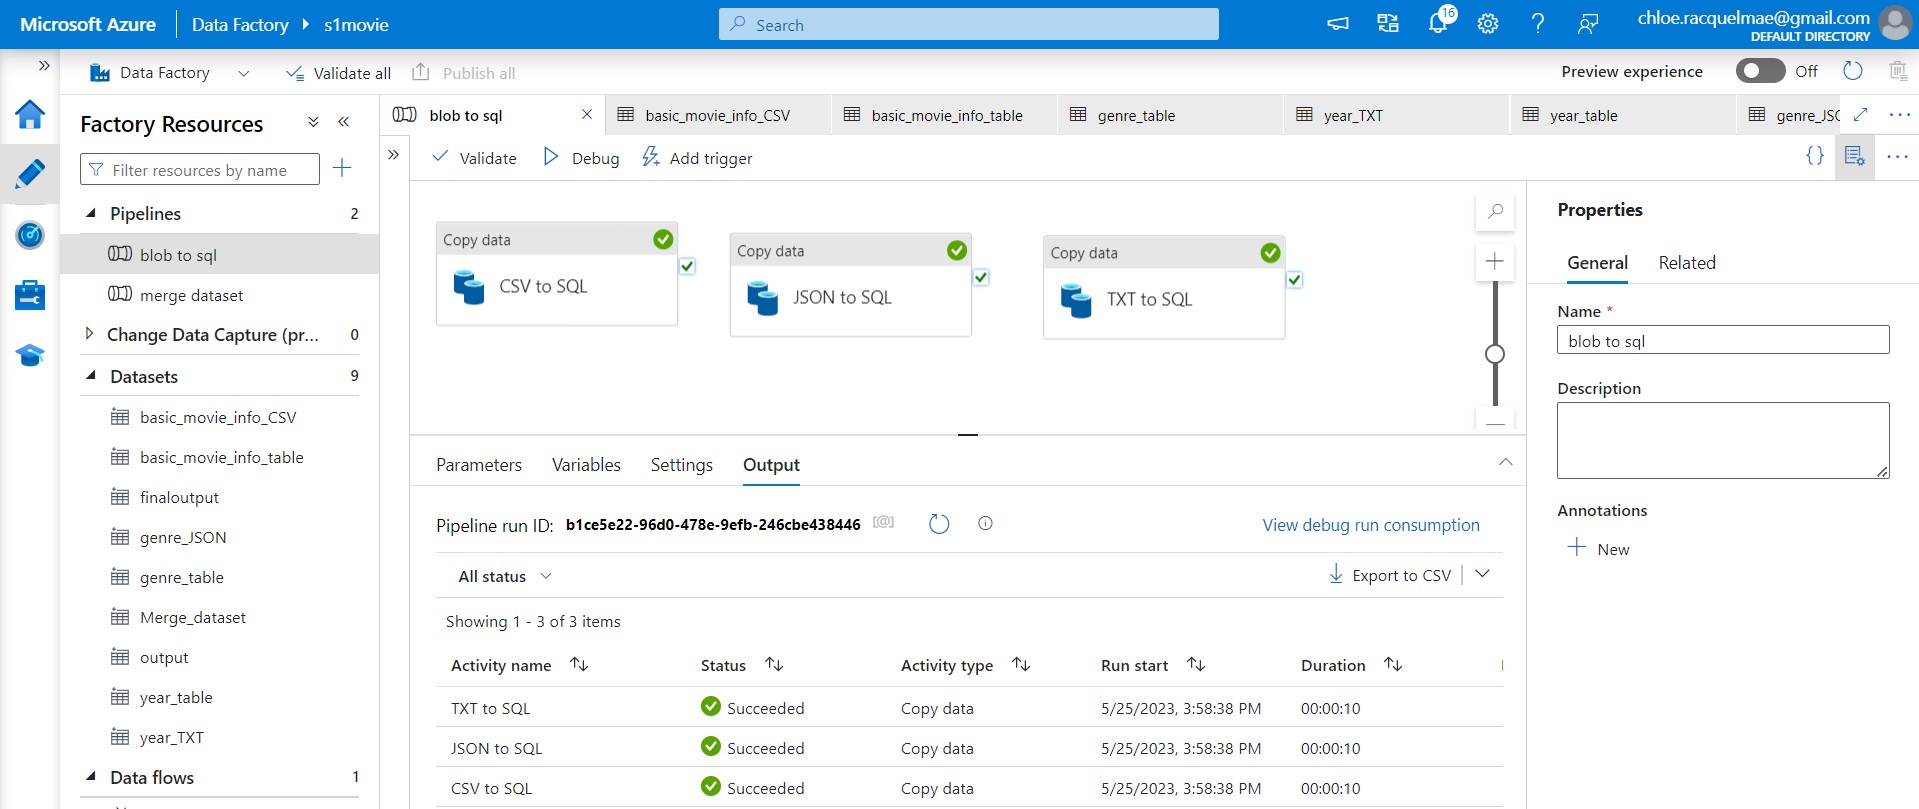 Microsoft Azure
Data Factory
s1movie
Search
16
chloe.racquelmae@gmail.com
DEFAULT DIRECTORY
Data Factory
Validate all
Publish all
Preview experience
Off
Factory Resources
Filter resources by name
Pipelines 2
blob to sql
merge dataset
Change Data Capture (pr... 0
Datasets 9
basic_movie_info_CSV
basic_movie_info_table
finaloutput
genre_JSON
genre_table
Merge_dataset
output
year_table
year_TXT
Data flows 1
blob to sql
basic_movie_info_CSV
basic_movie_info_table
genre_table
year_TXT
year_table
genre_JSC
Validate
Debug
Add trigger
{}
Copy data
CSV to SQL
Copy data
JSON to SQL
Copy data
TXT to SQL
Parameters Variables Settings Output
Pipeline run ID: b1ce5e22-96d0-478e-9efb-246cbe438446 [@]
View debug run consumption
All status
Export to CSV
Showing 1 - 3 of 3 items
Activity name Status Activity type Run start Duration
TXT to SQL Succeeded Copy data 5/25/2023, 3:58:38 PM 00:00:10
JSON to SQL Succeeded Copy data 5/25/2023, 3:58:38 PM 00:00:10
CSV to SQL Succeeded Copy data 5/25/2023, 3:58:38 PM 00:00:10
Properties
General Related
Name *
blob to sql
Description
Annotations
New